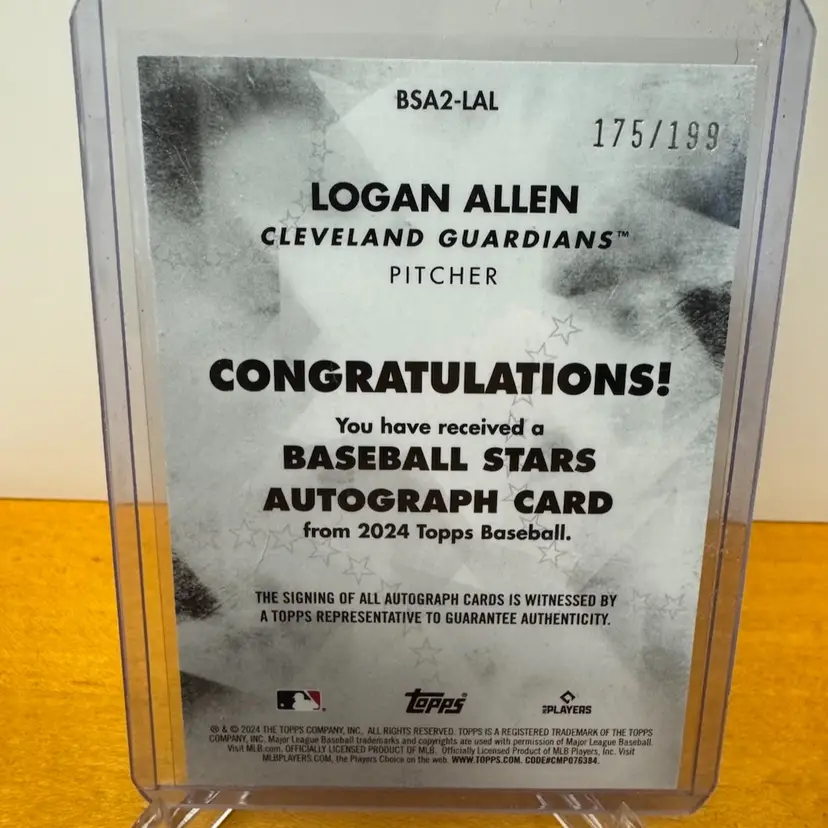 BSA2-LAL
175/199
LOGAN ALLEN
CLEVELAND GUARDIANS™
PITCHER
CONGRATULATIONS!
You have received a
BASEBALL STARS
AUTOGRAPH CARD
from 2024 Topps Baseball.
THE SIGNING OF ALL AUTOGRAPH CARDS IS WITNESSED BY
A TOPPS REPRESENTATIVE TO GUARANTEE AUTHENTICITY.
topps
PLAYERS
® & © 2024 THE TOPPS COMPANY, INC. ALL RIGHTS RESERVED. TOPPS IS A REGISTERED TRADEMARK OF THE TOPPS
COMPANY, INC. Major League Baseball trademarks and copyrights are used with permission of Major League Baseball.
Visit MLB.com. OFFICIALLY LICENSED PRODUCT OF MLB. Officially Licensed Product of MLB Players, Inc. Visit
MLBPLAYERS.COM, the Players Choice on the web. WWW.TOPPS.COM. CODE#CMP076384.